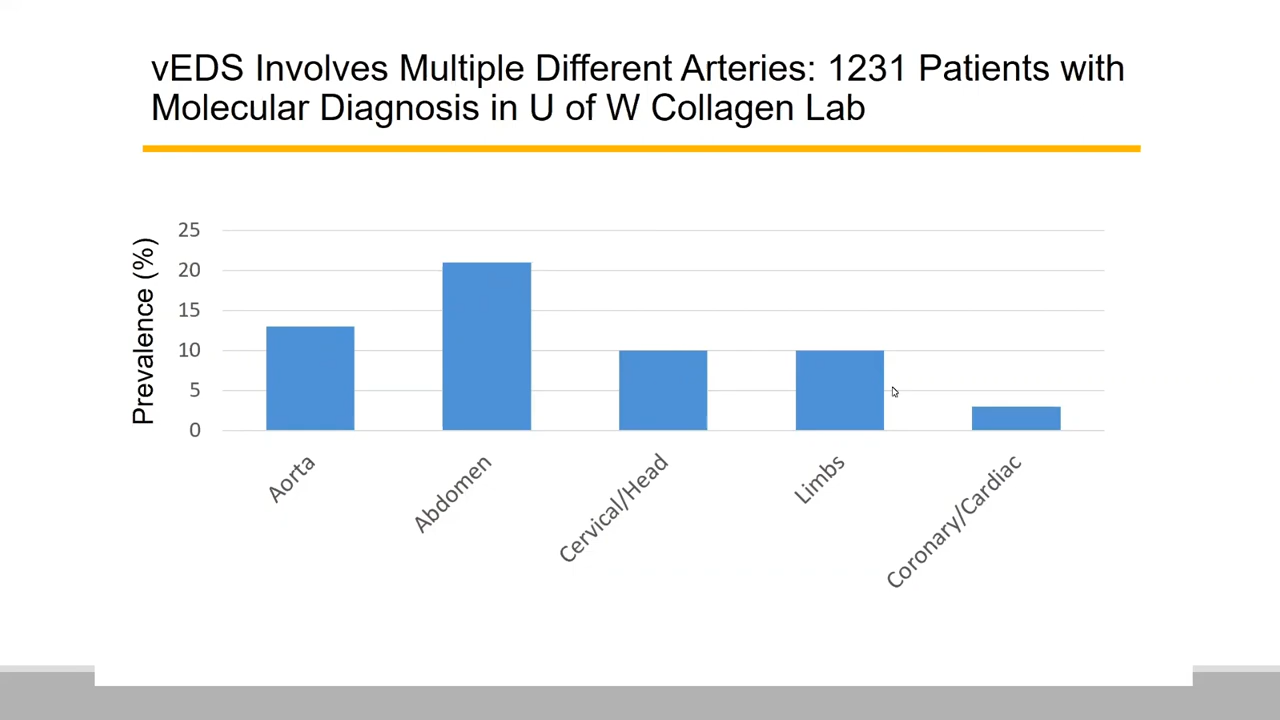 vEDS Involves Multiple Different Arteries: 1231 Patients with
Molecular Diagnosis in U of W Collagen Lab
Prevalence (%)
25
20
15
10
5
0
Aorta
Abdomen
Cervical/Head
Limbs
Coronary/Cardiac